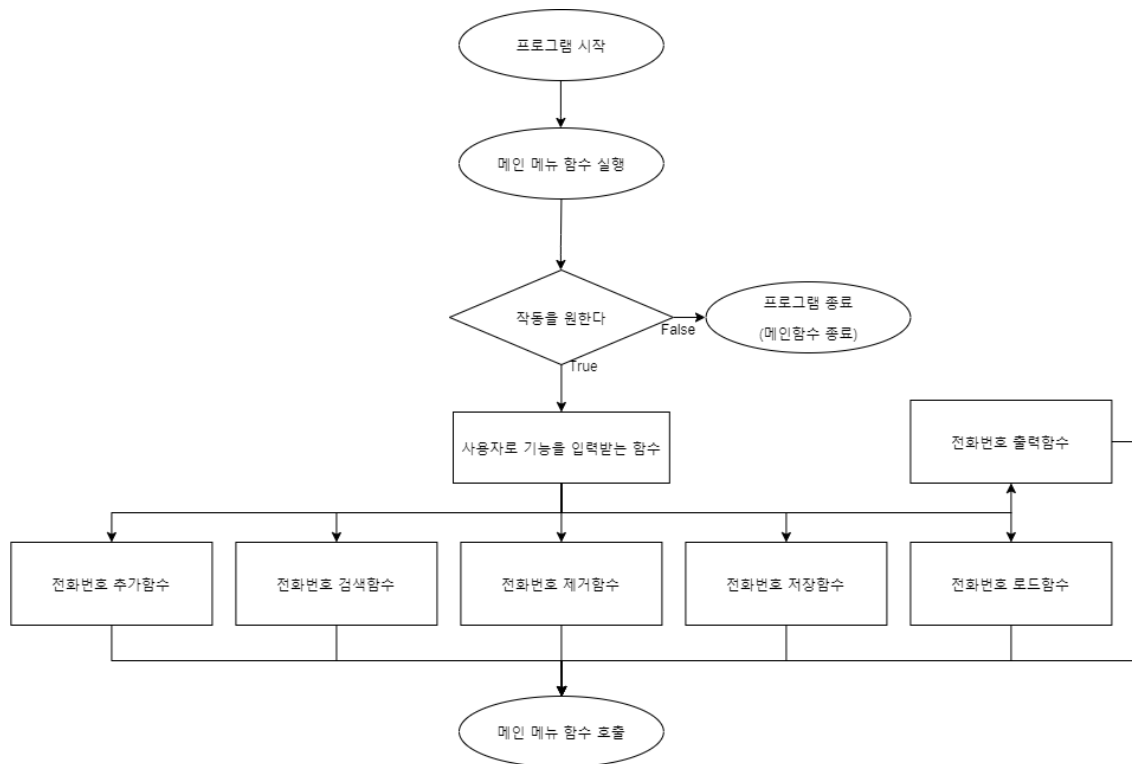 프로그램 시작
메인 메뉴 함수 실행
작동을 원한다
False
프로그램 종료
(메인함수 종료)
True
사용자로 기능을 입력받는 함수
전화번호 출력함수
전화번호 추가함수
전화번호 검색함수
전화번호 제거함수
전화번호 저장함수
전화번호 로드함수
메인 메뉴 함수 호출